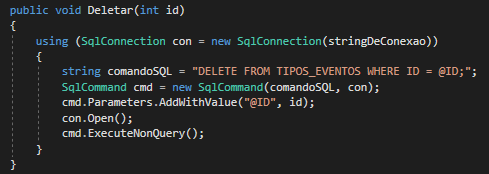 public void Deletar(int id)
{
using (SqlConnection con = new SqlConnection(stringDeConexao))
{
string comandoSQL = "DELETE FROM TIPOS_EVENTOS WHERE ID = @ID;";
SqlCommand cmd = new SqlCommand(comandoSQL, con);
cmd.Parameters.AddWithValue("@ID", id);
con.Open();
cmd.ExecuteNonQuery();
}
}